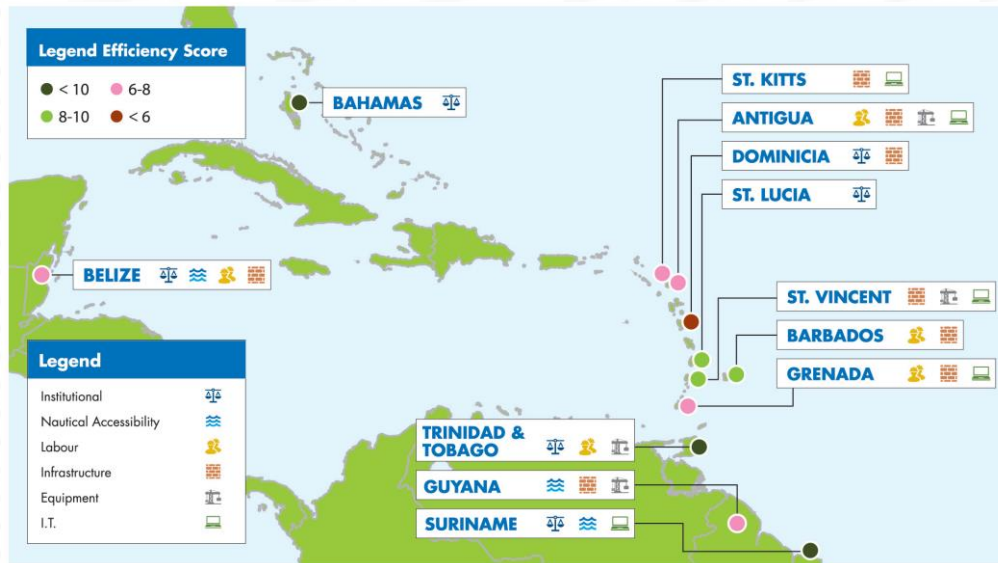 Legend Efficiency Score
< 10
6-8
8-10
< 6
BAHAMAS
ST. KITTS
ANTIGUA
DOMINICIA
ST. LUCIA
BELIZE
ST. VINCENT
BARBADOS
GRENADA
Legend
Institutional
Nautical Accessibility
Labour
Infrastructure
Equipment
I.T.
TRINIDAD &
TOBAGO
GUYANA
SURINAME